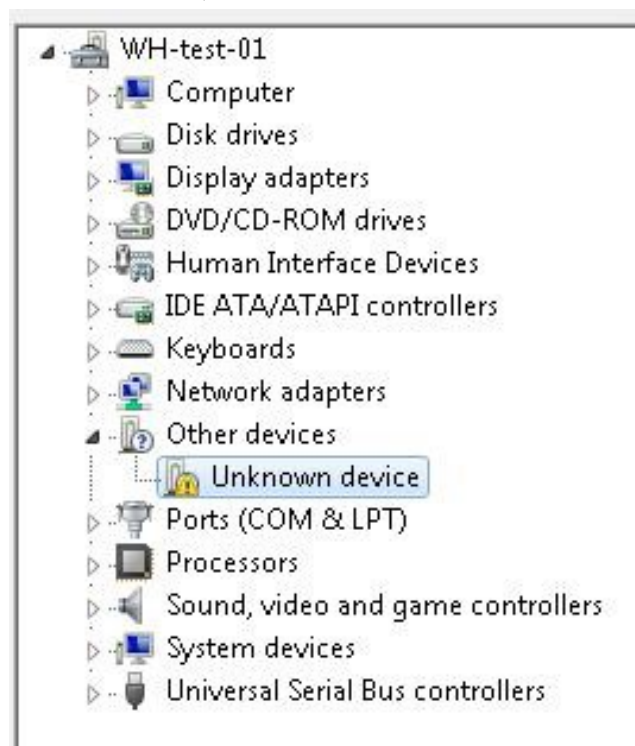 WH-test-01
Computer
Disk drives
Display adapters
DVD/CD-ROM drives
Human Interface Devices
IDE ATA/ATAPI controllers
Keyboards
Network adapters
Other devices
Unknown device
Ports (COM & LPT)
Processors
Sound, video and game controllers
System devices
Universal Serial Bus controllers